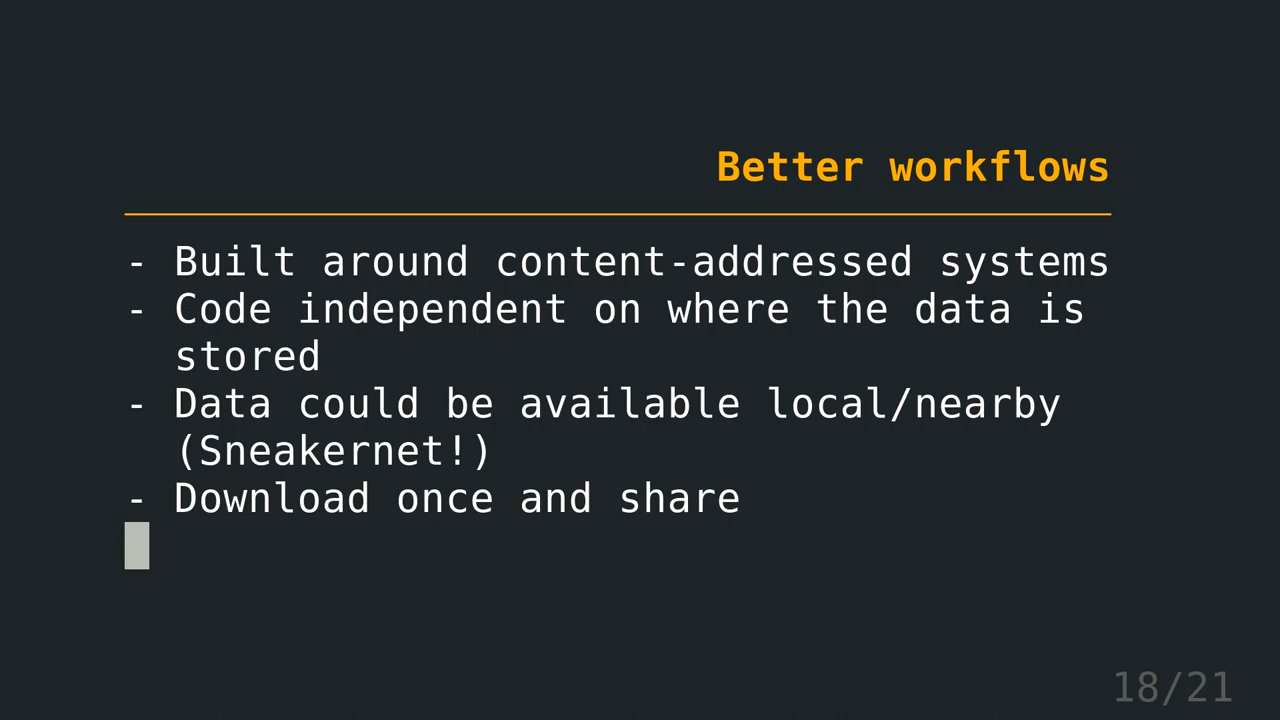 Better workflows
- Built around content-addressed systems
- Code independent on where the data is
stored
- Data could be available local/nearby
(Sneakernet!)
- Download once and share
18/21